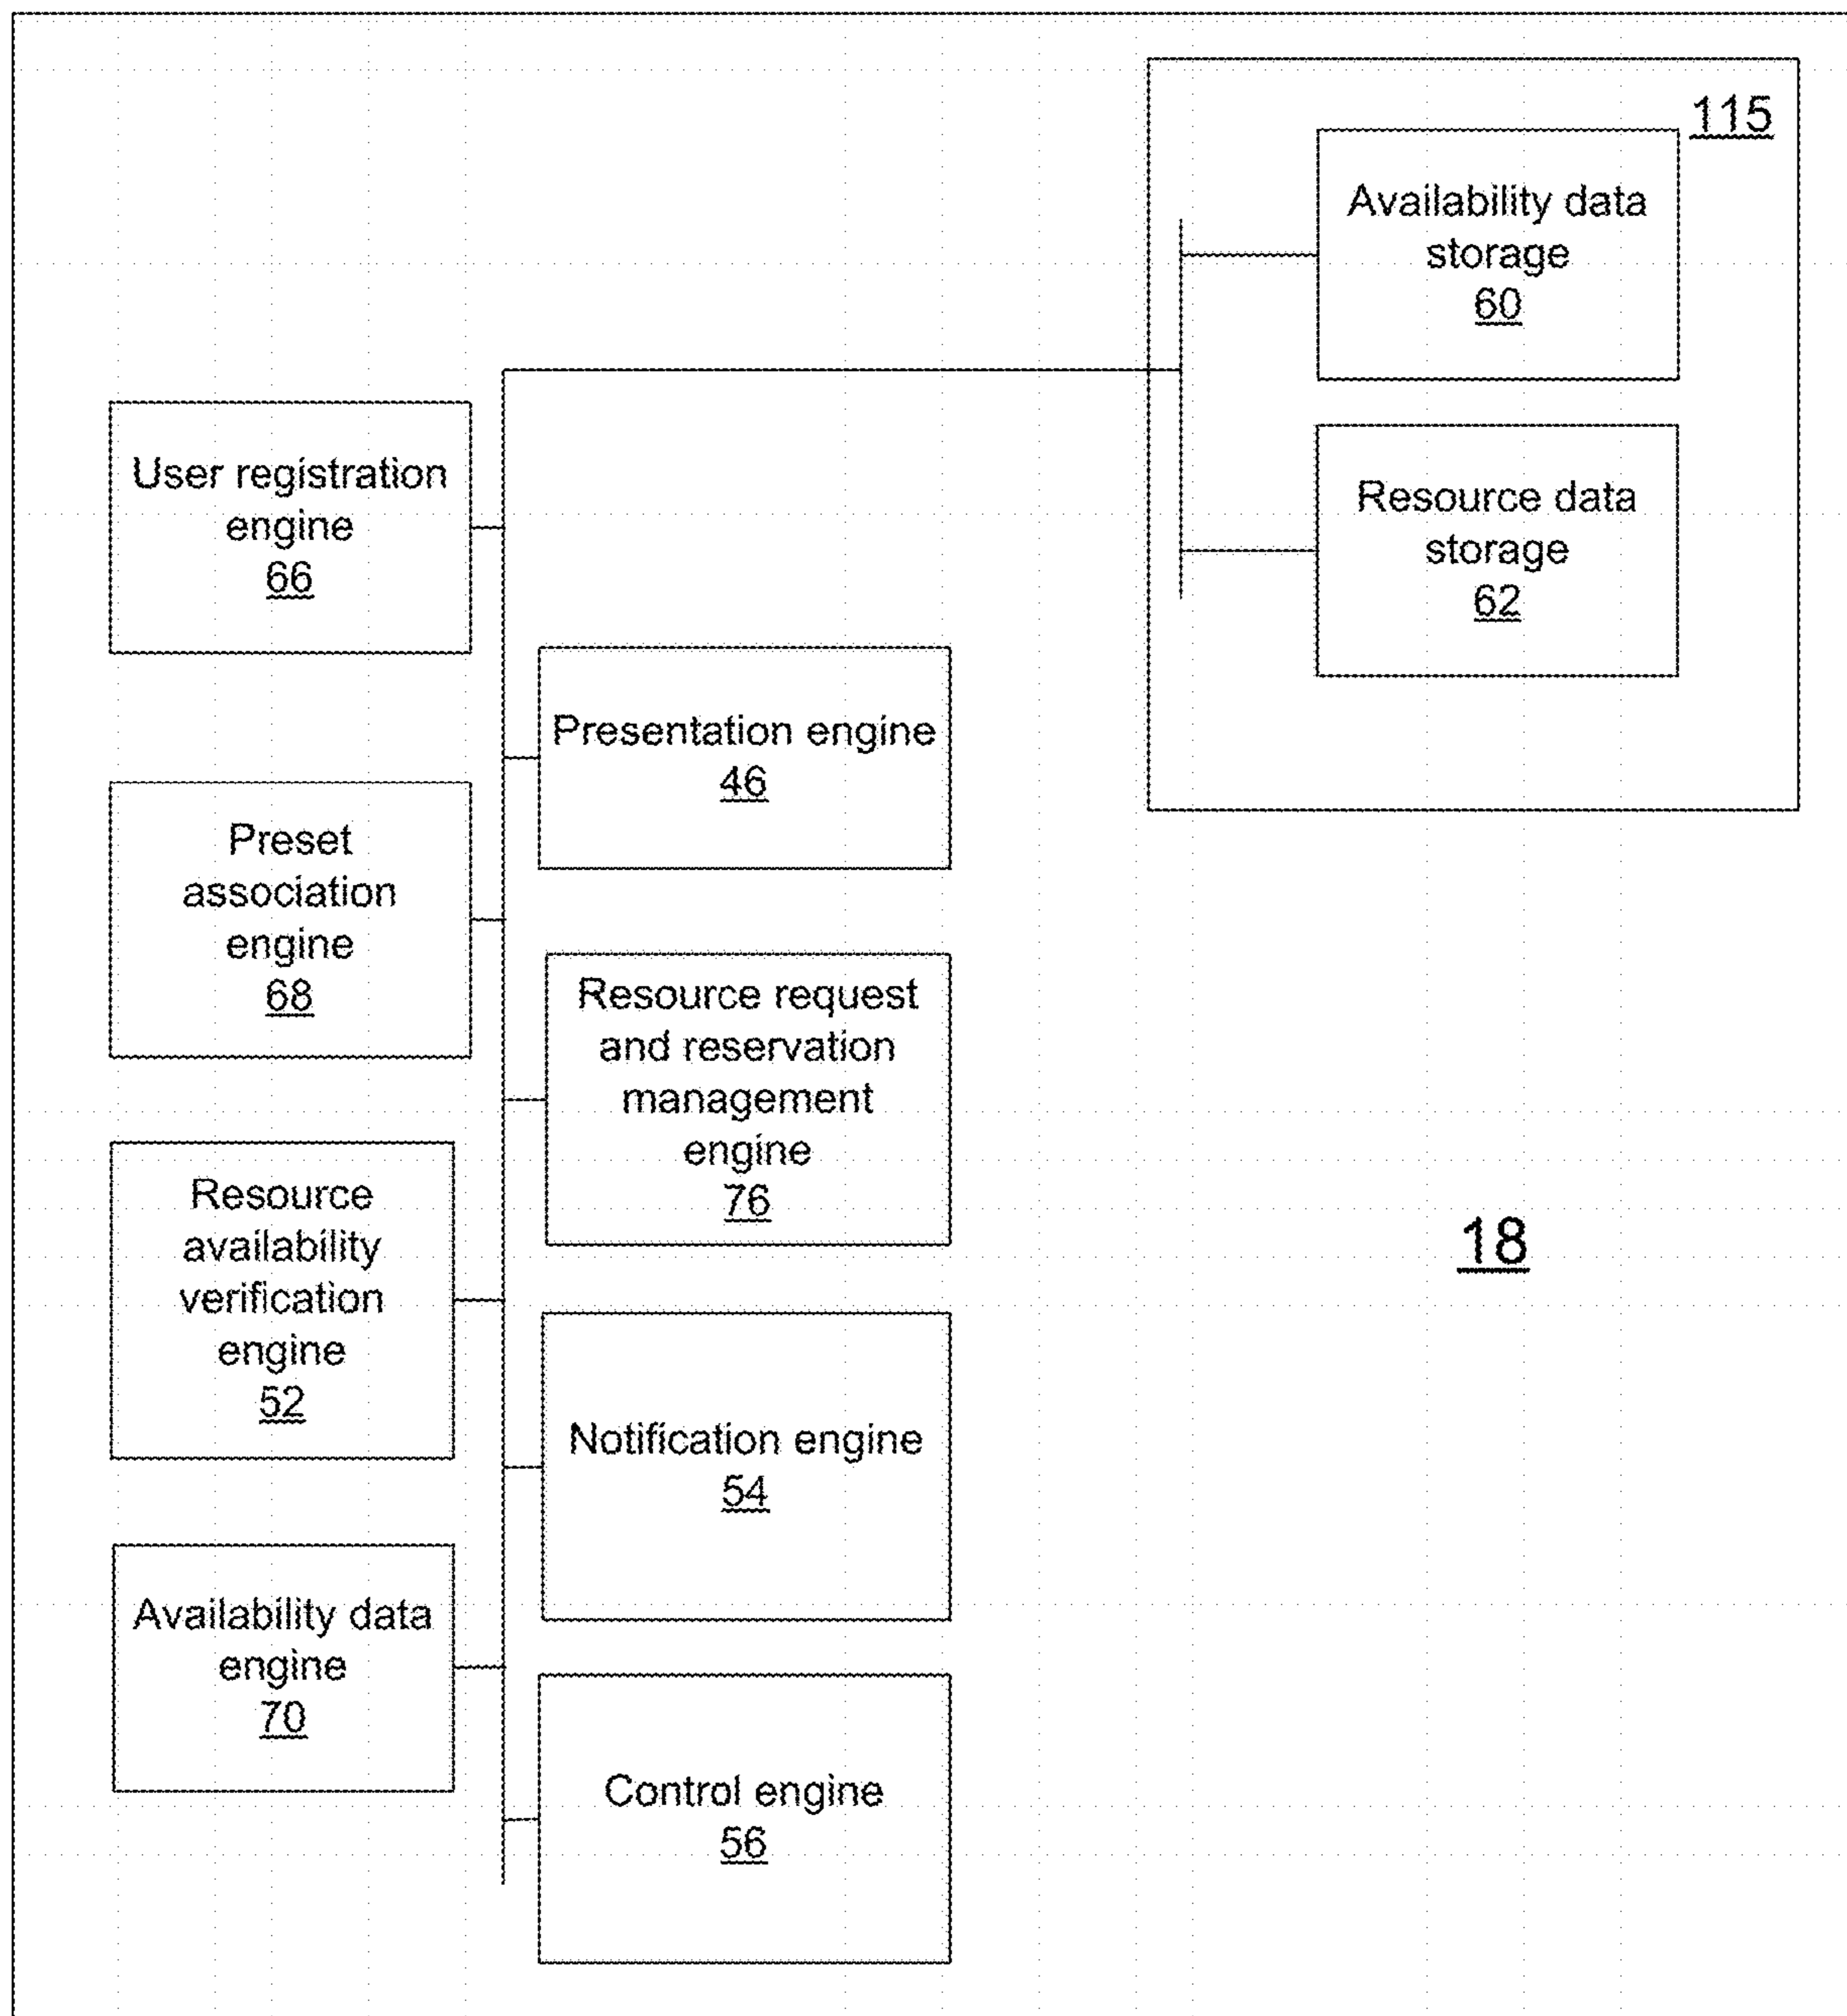 115
Availability data
storage
60
Resource data
storage
62
User registration
engine
66
Presentation engine
46
Preset
association
engine
68
Resource request
and reservation
management
engine
76
Resource
availability
verification
engine
52
18
Notification engine
54
Availability data
engine
70
Control engine
56